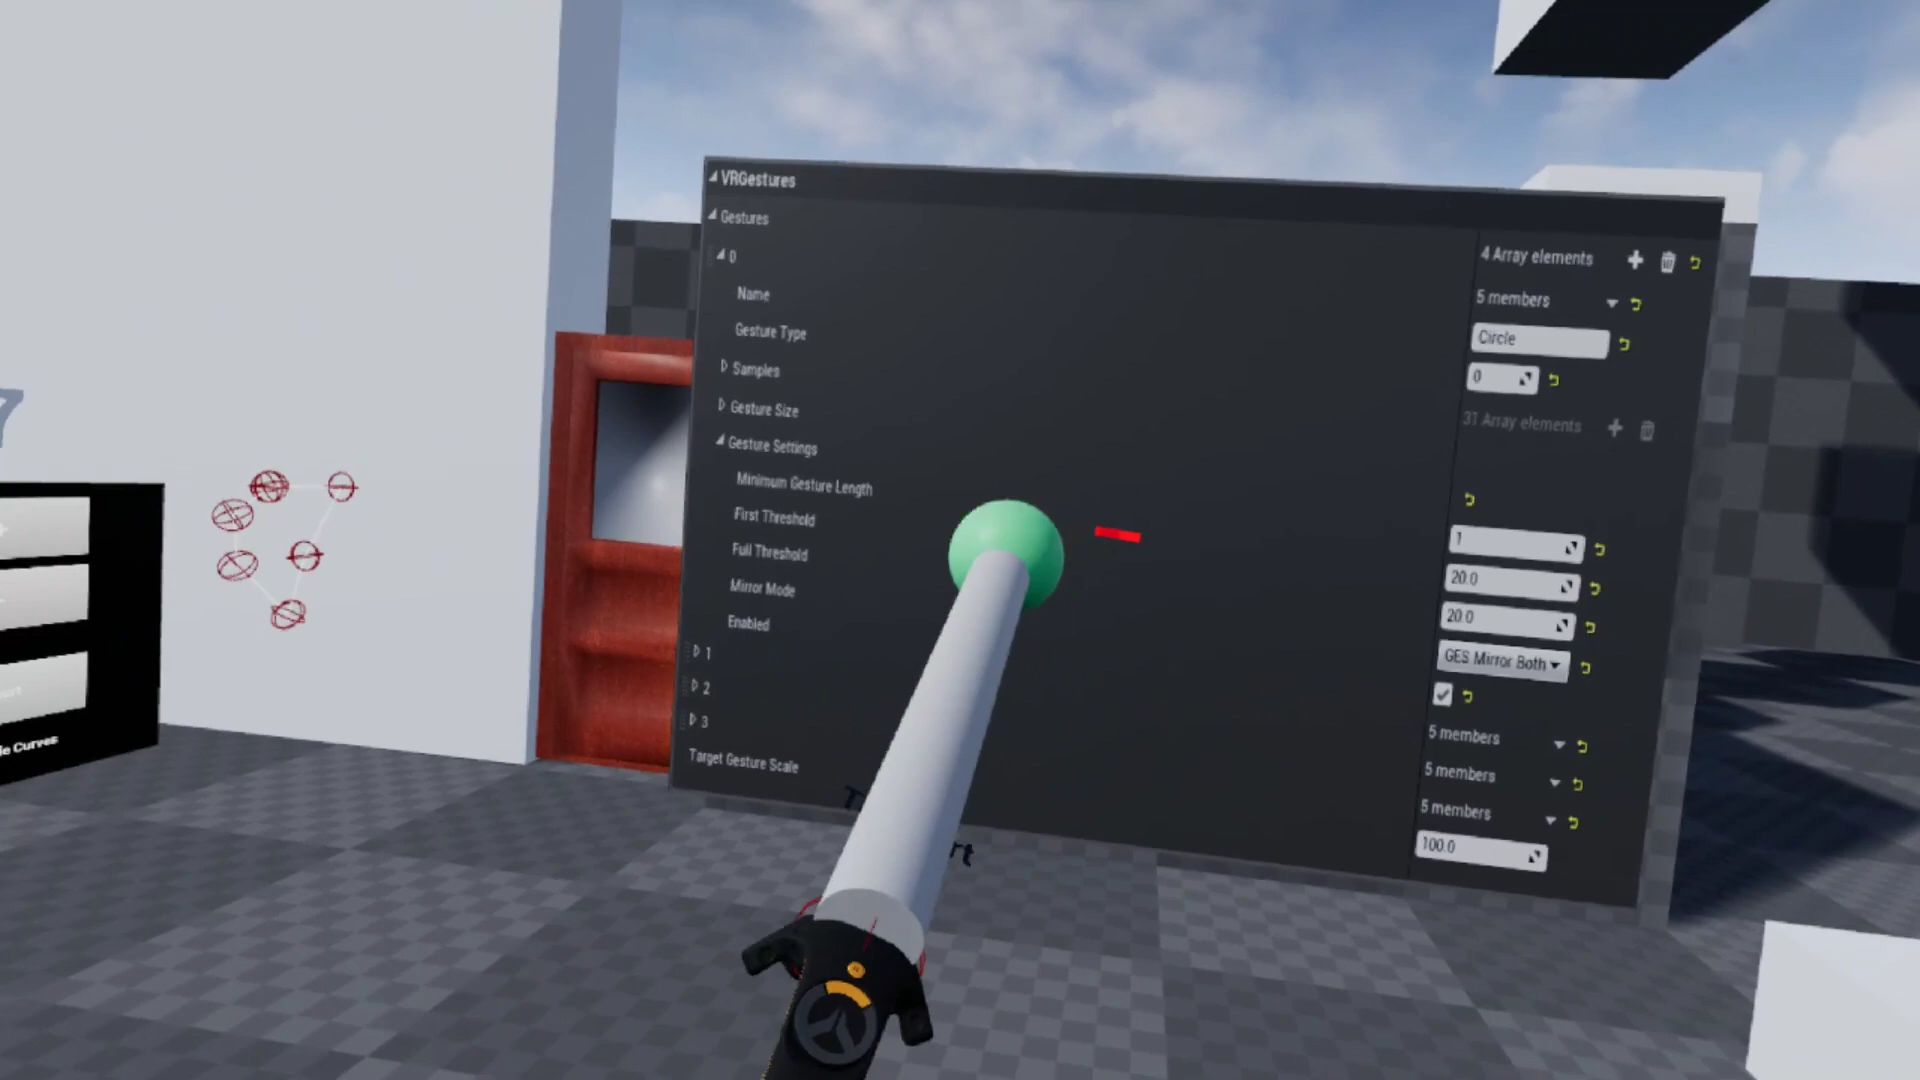 VRGestures
Gestures
4 Array elements
0
5 members
Name
Circle
Gesture Type
0
Samples
31 Array elements
Gesture Size
Gesture Settings
Minimum Gesture Length
1
First Threshold
20.0
Full Threshold
20.0
Mirror Mode
GES Mirror Both
Enabled
1
5 members
2
5 members
3
5 members
Target Gesture Scale
100.0
Curves